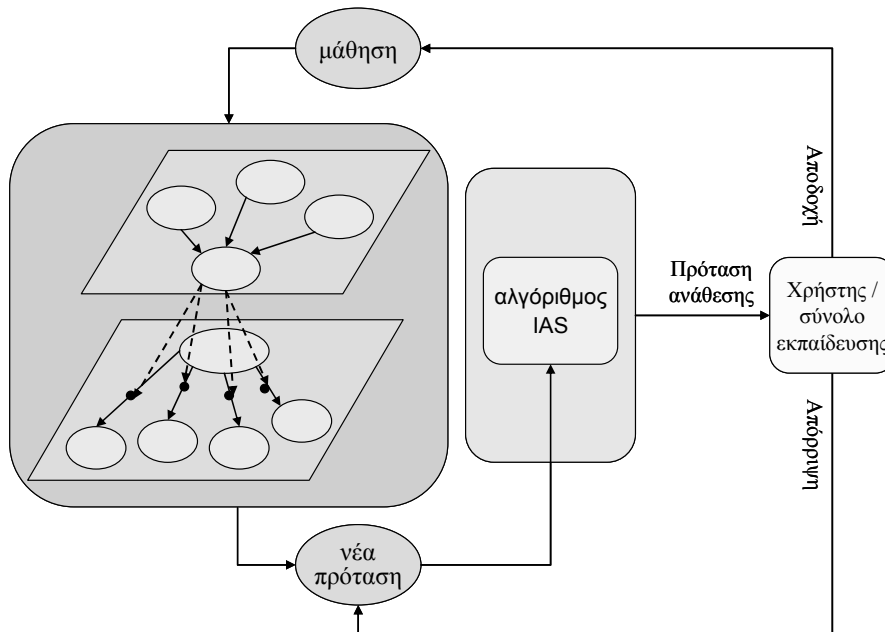 μάθηση
Αποδοχή
Πρόταση
ανάθεσης
αλγόριθμος
IAS
Χρήστης /
σύνολο
εκπαίδευσης
Απόρριψη
νέα
πρόταση